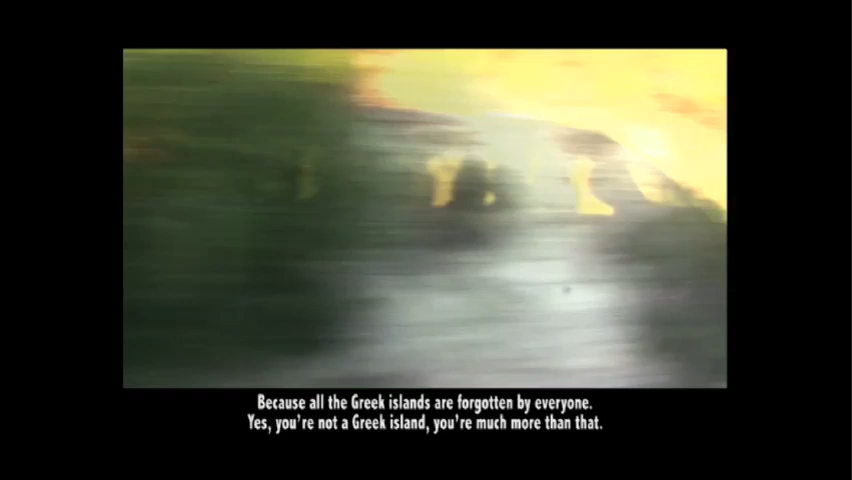 Because all the Greek islands are forgotten by everyone.
Yes, you're not a Greek island, you're much more than that.